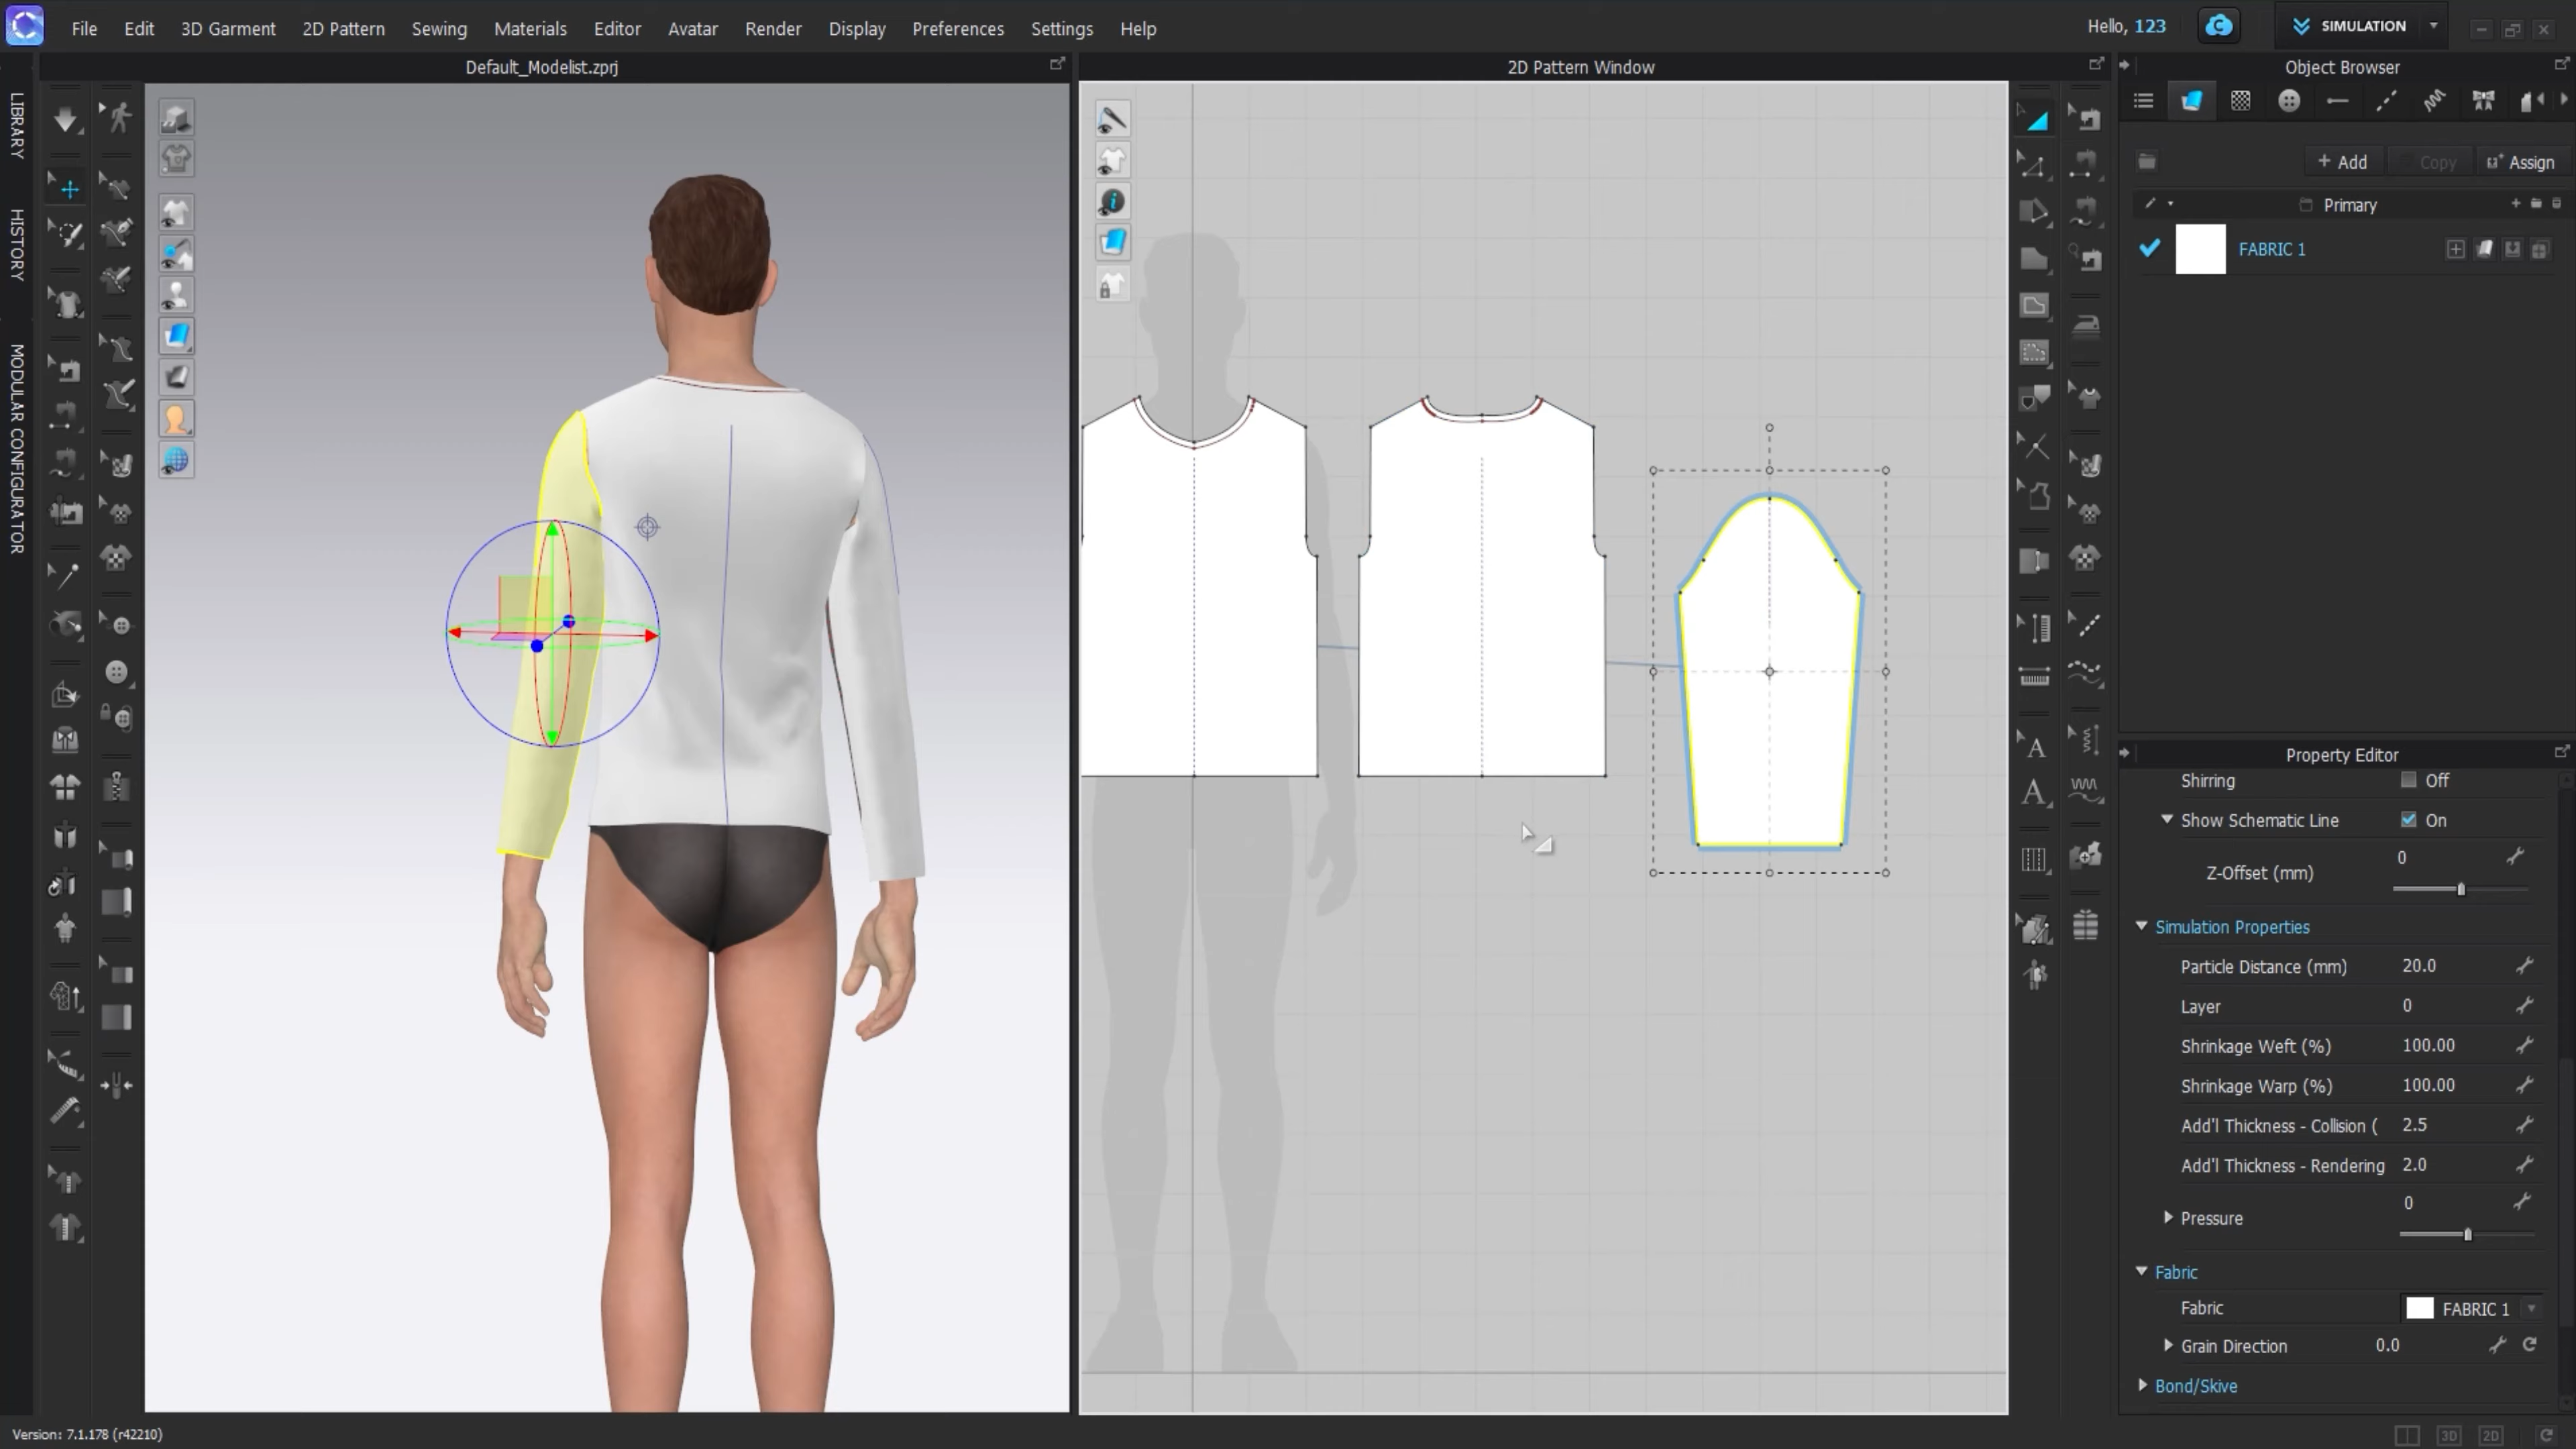 File Edit 3D Garment 2D Pattern Sewing Materials Editor Avatar Render Display Preferences Settings Help
Hello, 123
SIMULATION
Default_Modelist.zprj
2D Pattern Window
Object Browser
LIBRARY
HISTORY
MODULAR CONFIGURATOR
+ Add
Copy
Assign
Primary
FABRIC 1
Property Editor
Shirring Off
Show Schematic Line On
Z-Offset (mm) 0
Simulation Properties
Particle Distance (mm) 20.0
Layer 0
Shrinkage Weft (%) 100.00
Shrinkage Warp (%) 100.00
Add'l Thickness - Collision ( 2.5
Add'l Thickness - Rendering 2.0
Pressure 0
Fabric
Fabric FABRIC 1
Grain Direction 0.0
Bond/Skive
Version: 7.1.178 (r42210)
3D 2D